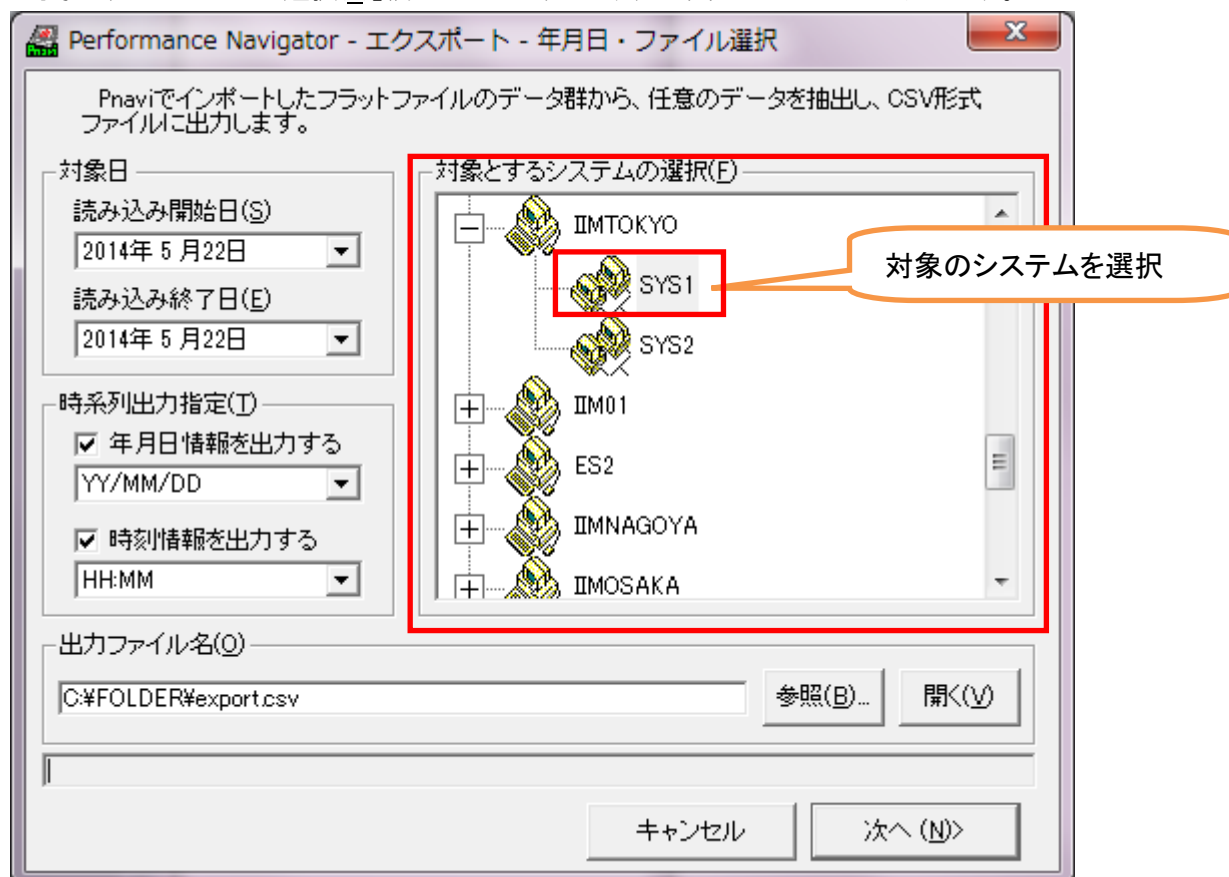 Performance Navigator - エクスポート - 年月日・ファイル選択
Pnaviでインポートしたフラットファイルのデータ群から、任意のデータを抽出し、CSV形式
ファイルに出力します。
対象日
読み込み開始日(S)
2014年 5月22日
読み込み終了日(E)
2014年 5月22日
時系列出力指定(T)
年月日情報を出力する
YY/MM/DD
時刻情報を出力する
HH:MM
対象とするシステムの選択(F)
IIMTOKYO
SYS1
SYS2
IIM01
ES2
IIMNAGOYA
IIMOSAKA
対象のシステムを選択
出力ファイル名(O)
C:¥FOLDER¥export.csv
参照(B)...
開く(V)
キャンセル
次へ (N)>